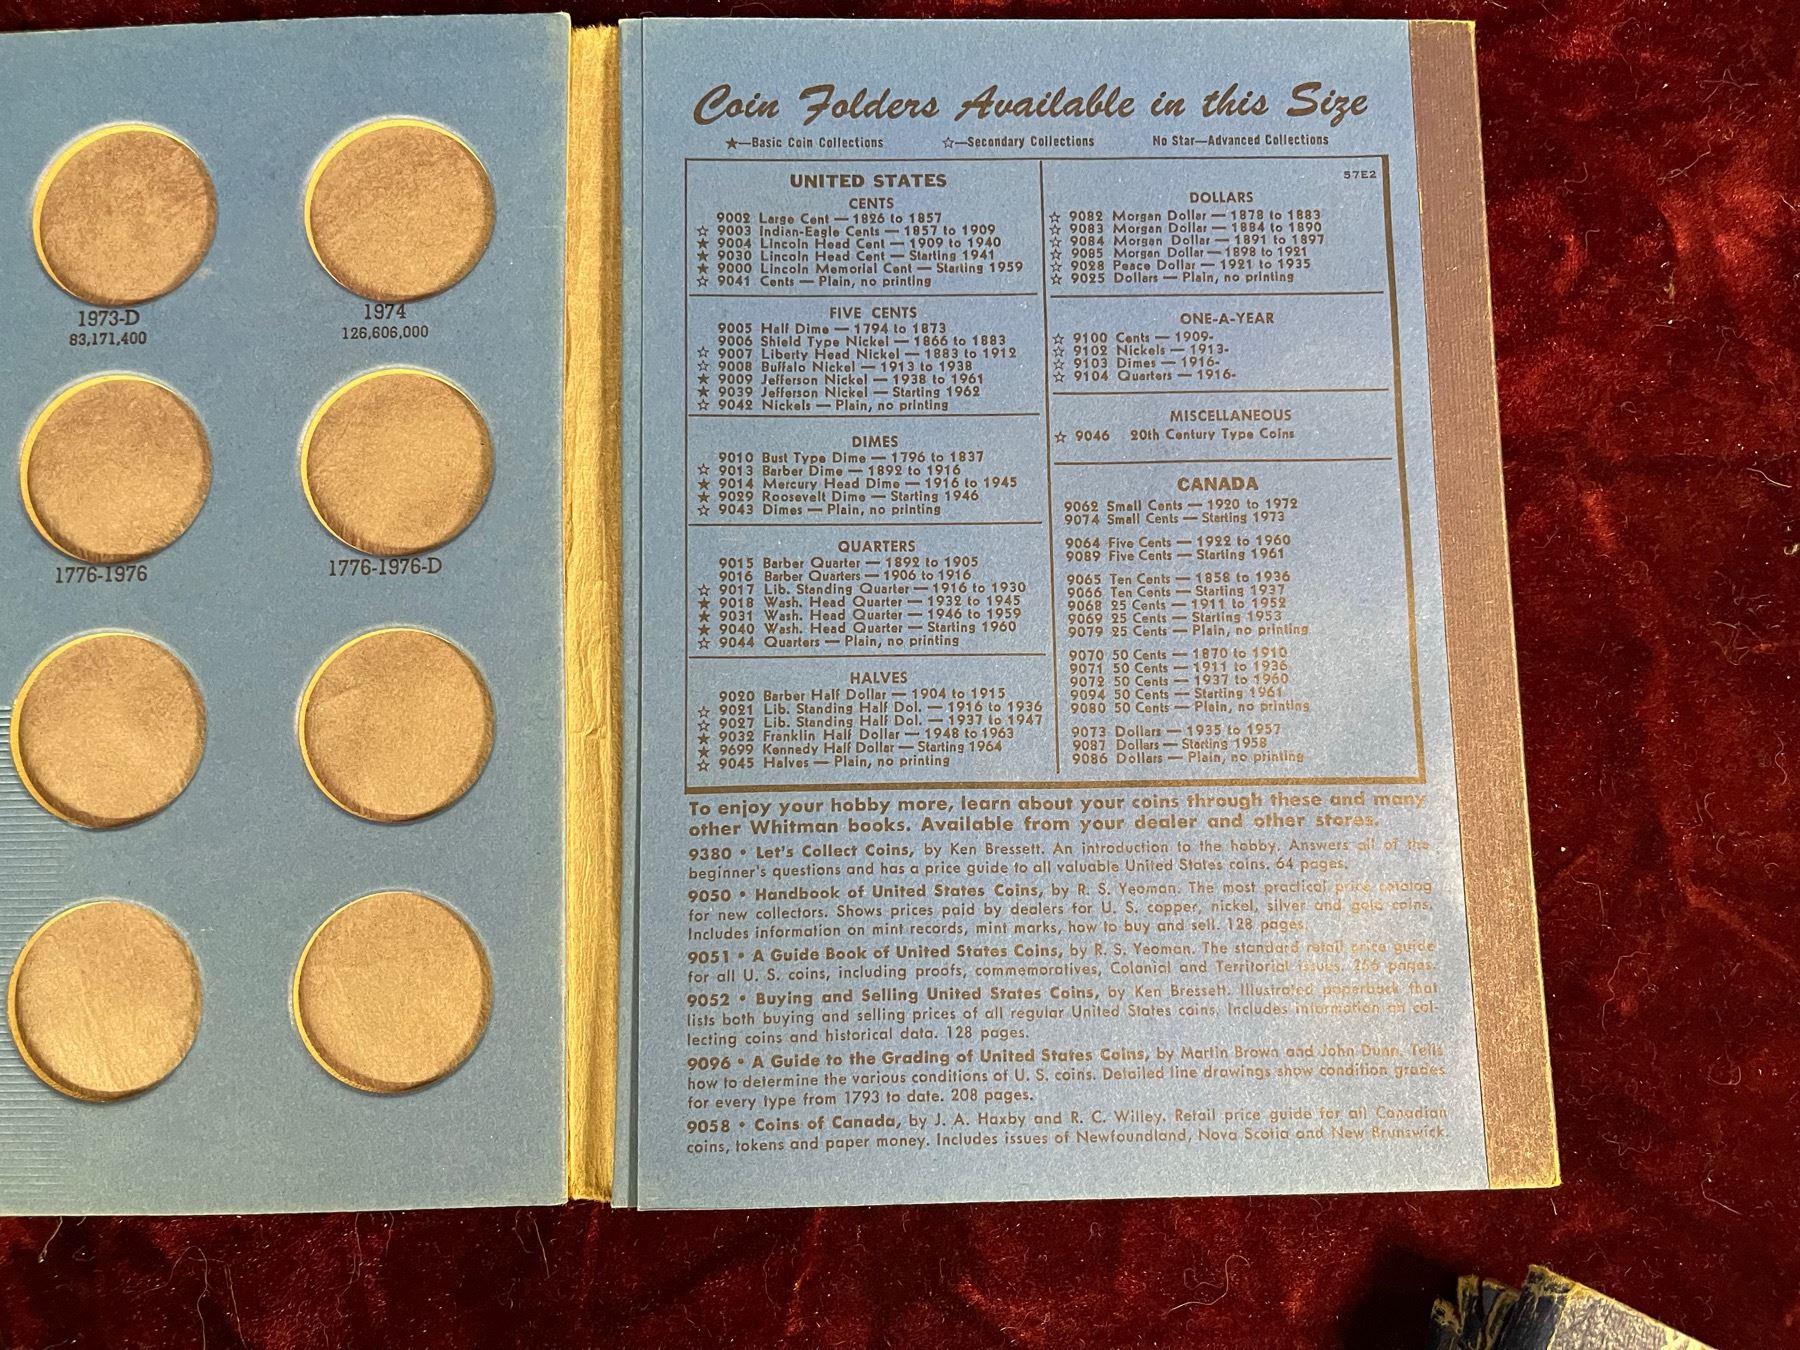 1973-D
83,171,400
1974
126,606,000
1776-1976
1776-1976-D
Coin Folders Available in this Size
★—Basic Coin Collections ☆—Secondary Collections No Star—Advanced Collections
UNITED STATES
CENTS
9002 Large Cent — 1826 to 1857
☆ 9003 Indian-Eagle Cents — 1857 to 1909
★ 9004 Lincoln Head Cent — 1909 to 1940
★ 9030 Lincoln Head Cent — Starting 1941
★ 9000 Lincoln Memorial Cent — Starting 1959
☆ 9041 Cents — Plain, no printing
FIVE CENTS
9005 Half Dime — 1794 to 1873
9006 Shield Type Nickel — 1866 to 1883
☆ 9007 Liberty Head Nickel — 1883 to 1912
☆ 9008 Buffalo Nickel — 1913 to 1938
★ 9009 Jefferson Nickel — 1938 to 1961
★ 9039 Jefferson Nickel — Starting 1962
☆ 9042 Nickels — Plain, no printing
DIMES
9010 Bust Type Dime — 1796 to 1837
☆ 9013 Barber Dime — 1892 to 1916
★ 9014 Mercury Head Dime — 1916 to 1945
★ 9029 Roosevelt Dime — Starting 1946
☆ 9043 Dimes — Plain, no printing
QUARTERS
9015 Barber Quarter — 1892 to 1905
9016 Barber Quarters — 1906 to 1916
☆ 9017 Lib. Standing Quarter — 1916 to 1930
★ 9018 Wash. Head Quarter — 1932 to 1945
★ 9031 Wash. Head Quarter — 1946 to 1959
★ 9040 Wash. Head Quarter — Starting 1960
☆ 9044 Quarters — Plain, no printing
HALVES
9020 Barber Half Dollar — 1904 to 1915
☆ 9021 Lib. Standing Half Dol. — 1916 to 1936
☆ 9027 Lib. Standing Half Dol. — 1937 to 1947
★ 9032 Franklin Half Dollar — 1948 to 1963
★ 9699 Kennedy Half Dollar — Starting 1964
☆ 9045 Halves — Plain, no printing
57E2
DOLLARS
☆ 9082 Morgan Dollar — 1878 to 1883
☆ 9083 Morgan Dollar — 1884 to 1890
☆ 9084 Morgan Dollar — 1891 to 1897
☆ 9085 Morgan Dollar — 1898 to 1921
☆ 9028 Peace Dollar — 1921 to 1935
☆ 9025 Dollars — Plain, no printing
ONE-A-YEAR
☆ 9100 Cents — 1909-
☆ 9102 Nickels — 1913-
☆ 9103 Dimes — 1916-
☆ 9104 Quarters — 1916-
MISCELLANEOUS
☆ 9046 20th Century Type Coins
CANADA
9062 Small Cents — 1920 to 1972
9074 Small Cents — Starting 1973
9064 Five Cents — 1922 to 1960
9089 Five Cents — Starting 1961
9065 Ten Cents — 1858 to 1936
9066 Ten Cents — Starting 1937
9068 25 Cents — 1911 to 1952
9069 25 Cents — Starting 1953
9079 25 Cents — Plain, no printing
9070 50 Cents — 1870 to 1910
9071 50 Cents — 1911 to 1936
9072 50 Cents — 1937 to 1960
9094 50 Cents — Starting 1961
9080 50 Cents — Plain, no printing
9073 Dollars — 1935 to 1957
9087 Dollars — Starting 1958
9086 Dollars — Plain, no printing
To enjoy your hobby more, learn about your coins through these and many
other Whitman books. Available from your dealer and other stores.
9380 • Let's Collect Coins, by Ken Bressett. An introduction to the hobby. Answers all of the
beginner's questions and has a price guide to all valuable United States coins. 64 pages.
9050 • Handbook of United States Coins, by R. S. Yeoman. The most practical price catalog
for new collectors. Shows prices paid by dealers for U. S. copper, nickel, silver and gold coins.
Includes information on mint records, mint marks, how to buy and sell. 128 pages.
9051 • A Guide Book of United States Coins, by R. S. Yeoman. The standard retail price guide
for all U. S. coins, including proofs, commemoratives, Colonial and Territorial issues. 256 pages.
9052 • Buying and Selling United States Coins, by Ken Bressett. Illustrated paperback that
lists both buying and selling prices of all regular United States coins. Includes information on col-
lecting coins and historical data. 128 pages.
9096 • A Guide to the Grading of United States Coins, by Martin Brown and John Dunn. Tells
how to determine the various conditions of U. S. coins. Detailed line drawings show condition grades
for every type from 1793 to date. 208 pages.
9058 • Coins of Canada, by J. A. Haxby and R. C. Willey. Retail price guide for all Canadian
coins, tokens and paper money. Includes issues of Newfoundland, Nova Scotia and New Brunswick.